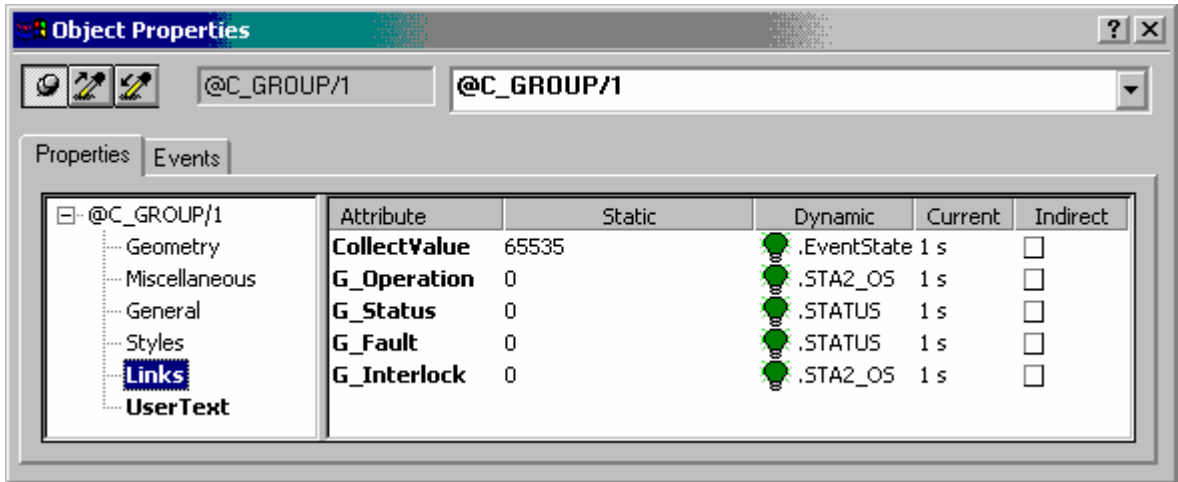 Object Properties
@C_GROUP/1 @C_GROUP/1
Properties Events
@C_GROUP/1 Attribute Static Dynamic Current Indirect
Geometry CollectValue 65535 .EventState 1 s
Miscellaneous G_Operation 0 .STA2_OS 1 s
General G_Status 0 .STATUS 1 s
Styles G_Fault 0 .STATUS 1 s
Links G_Interlock 0 .STA2_OS 1 s
UserText